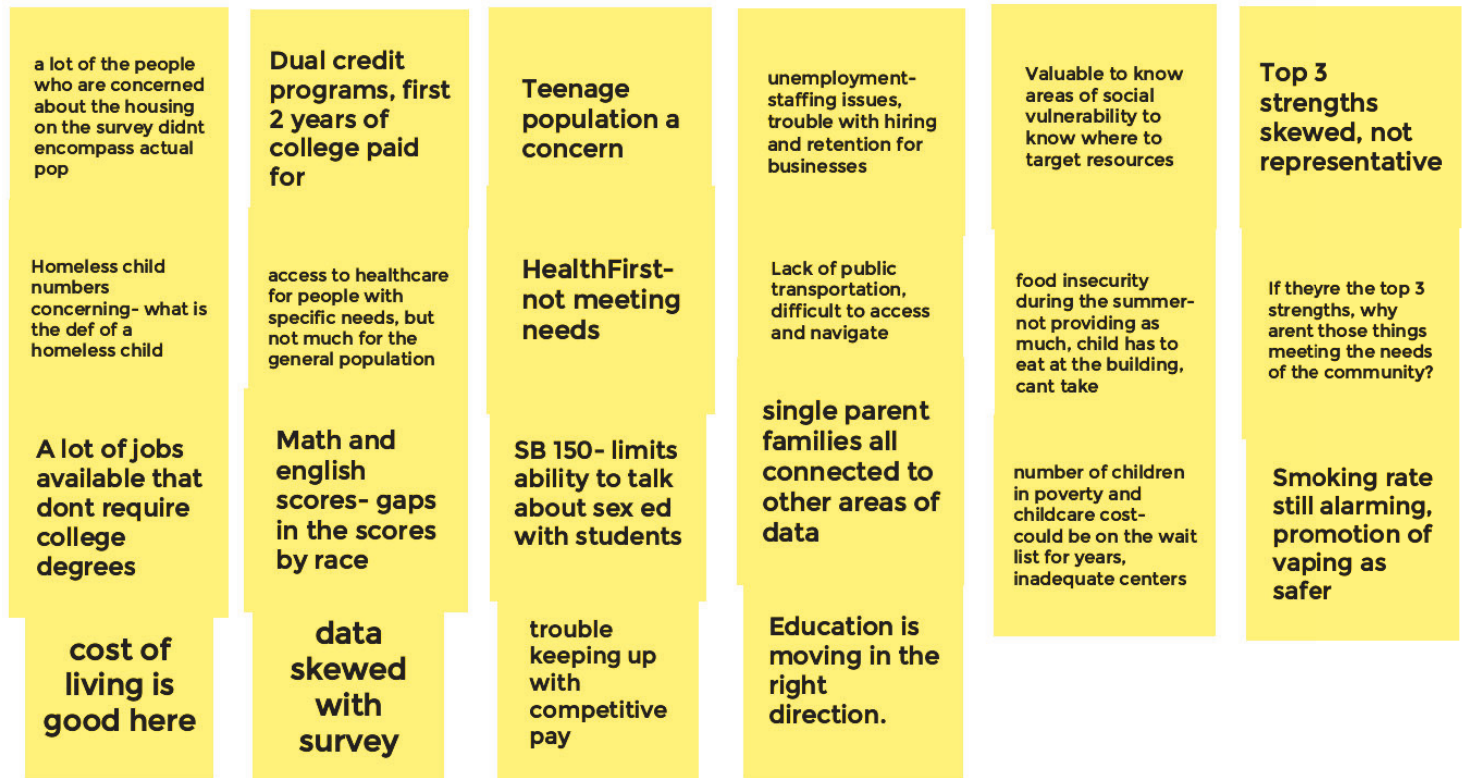 a lot of the people
who are concerned
about the housing
on the survey didnt
encompass actual
pop
Dual credit
programs, first
2 years of
college paid
for
Teenage
population a
concern
unemployment-
staffing issues,
trouble with hiring
and retention for
businesses
Valuable to know
areas of social
vulnerability to
know where to
target resources
Top 3
strengths
skewed, not
representative
Homeless child
numbers
concerning- what is
the def of a
homeless child
access to healthcare
for people with
specific needs, but
not much for the
general population
HealthFirst-
not meeting
needs
Lack of public
transportation,
difficult to access
and navigate
food insecurity
during the summer-
not providing as
much, child has to
eat at the building,
cant take
If theyre the top 3
strengths, why
arent those things
meeting the needs
of the community?
A lot of jobs
available that
dont require
college
degrees
Math and
english
scores- gaps
in the scores
by race
SB 150- limits
ability to talk
about sex ed
with students
single parent
families all
connected to
other areas of
data
number of children
in poverty and
childcare cost-
could be on the wait
list for years,
inadequate centers
Smoking rate
still alarming,
promotion of
vaping as
safer
cost of
living is
good here
data
skewed
with
survey
trouble
keeping up
with
competitive
pay
Education is
moving in the
right
direction.